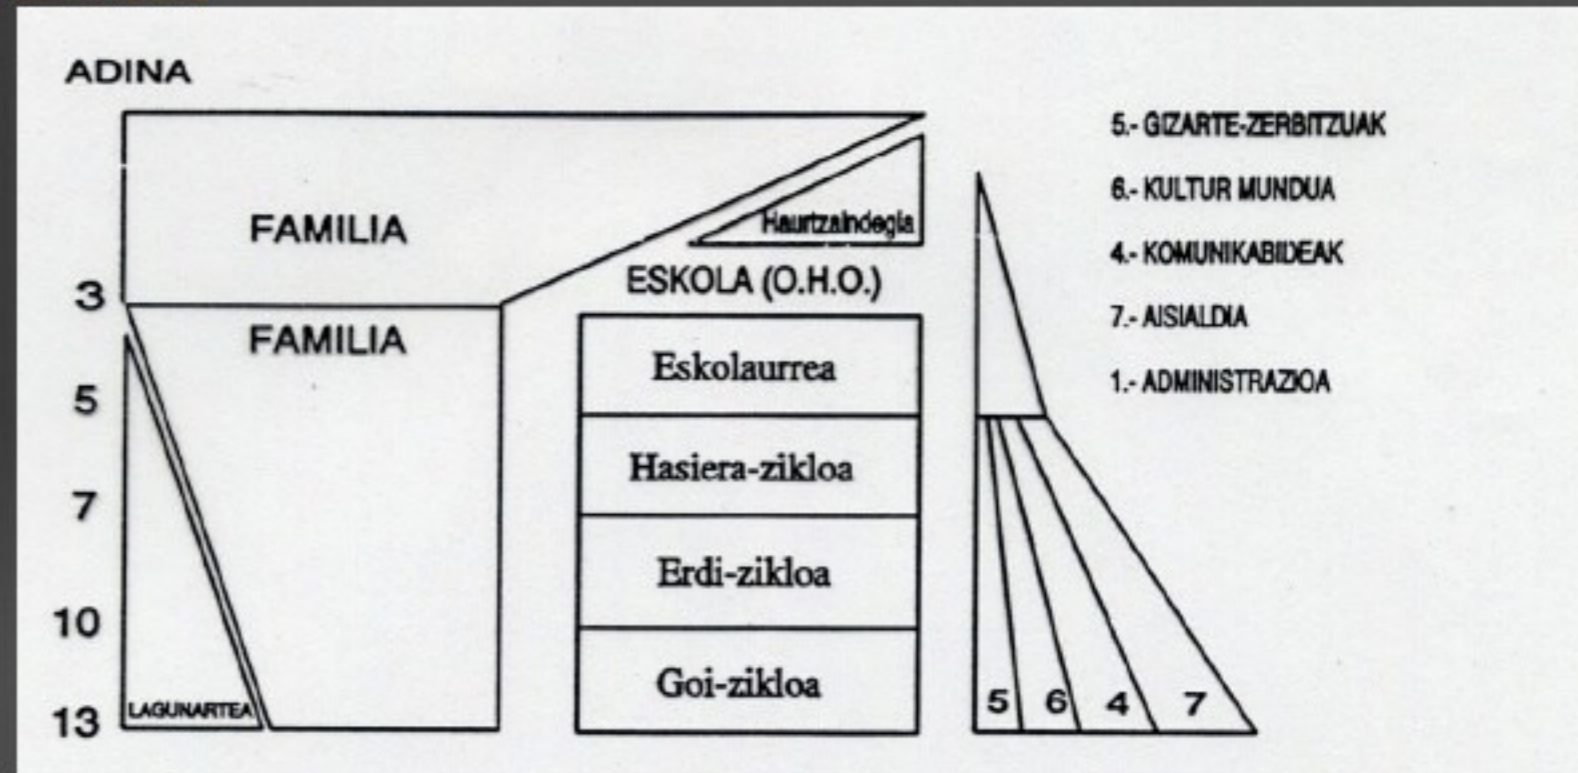 ADINA
FAMILIA
Haurtzaindegia
3
ESKOLA (O.H.O.)
FAMILIA
5
Eskolaurrea
7
Hasiera-zikloa
10
Erdi-zikloa
13
Goi-zikloa
LAGUNARTEA
5 6 4 7
5.- GIZARTE-ZERBITZUAK
6.- KULTUR MUNDUA
4.- KOMUNIKABIDEAK
7.- AISIALDIA
1.- ADMINISTRAZIOA